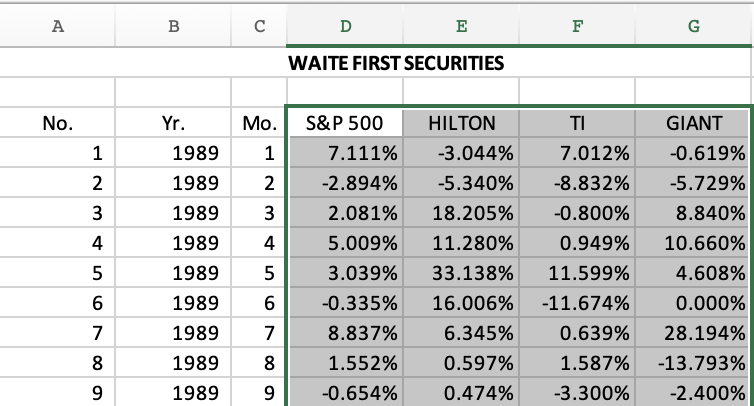 A B C D E F G
WAITE FIRST SECURITIES
No. Yr. Mo. S&P 500 HILTON TI GIANT
1 1989 1 7.111% -3.044% 7.012% -0.619%
2 1989 2 -2.894% -5.340% -8.832% -5.729%
3 1989 3 2.081% 18.205% -0.800% 8.840%
4 1989 4 5.009% 11.280% 0.949% 10.660%
5 1989 5 3.039% 33.138% 11.599% 4.608%
6 1989 6 -0.335% 16.006% -11.674% 0.000%
7 1989 7 8.837% 6.345% 0.639% 28.194%
8 1989 8 1.552% 0.597% 1.587% -13.793%
9 1989 9 -0.654% 0.474% -3.300% -2.400%